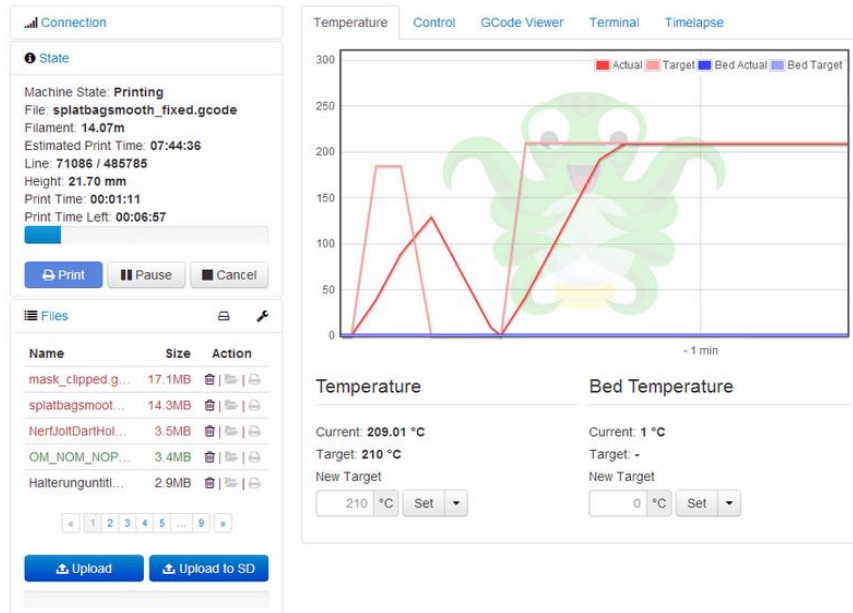 Connection
State
Machine State: Printing
File: splatbagsmooth_fixed.gcode
Filament: 14.07m
Estimated Print Time: 07:44:36
Line: 71086 / 485785
Height: 21.70 mm
Print Time: 00:01:11
Print Time Left: 00:06:57
Print Pause Cancel
Files
Name Size Action
mask_clipped.g... 17.1MB | |
splatbagsmoot... 14.3MB | |
NerfJoltDartHol... 3.5MB | |
OM_NOM_NOP... 3.4MB | |
Halterunguntitl... 2.9MB | |
« 1 2 3 4 5 ... 9 »
Upload Upload to SD
Temperature Control GCode Viewer Terminal Timelapse
Actual Target Bed Actual Bed Target
300
250
200
150
100
50
0
- 1 min
Temperature
Current: 209.01 °C
Target: 210 °C
New Target
210 °C Set
Bed Temperature
Current: 1 °C
Target: -
New Target
0 °C Set